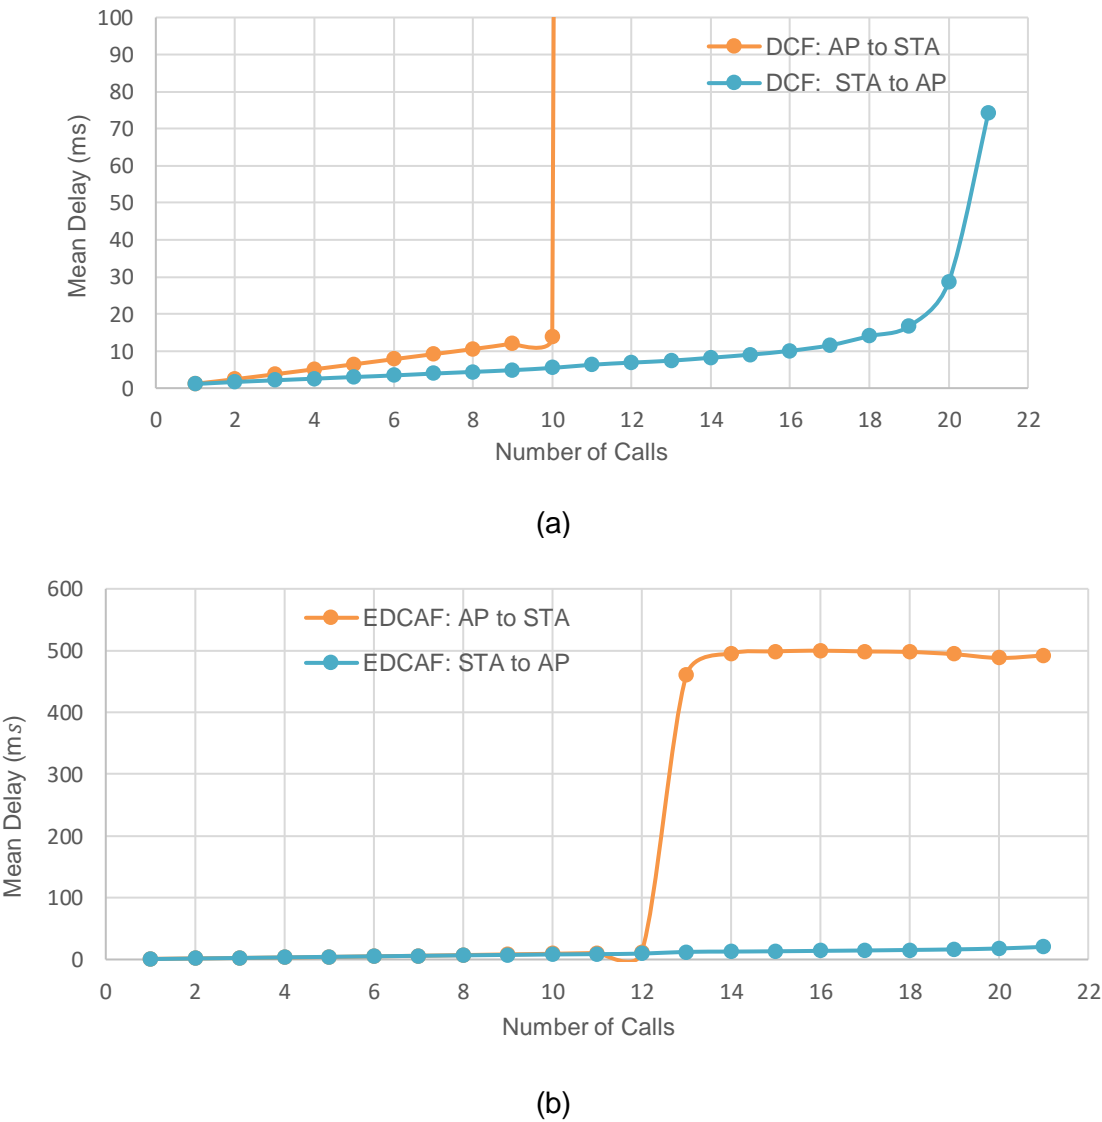 100
90
80
70
60
50
40
30
20
10
0
Mean Delay (ms)
DCF: AP to STA
DCF: STA to AP
0 2 4 6 8 10 12 14 16 18 20 22
Number of Calls
(a)
600
500
400
300
200
100
0
Mean Delay (ms)
EDCAF: AP to STA
EDCAF: STA to AP
0 2 4 6 8 10 12 14 16 18 20 22
Number of Calls
(b)